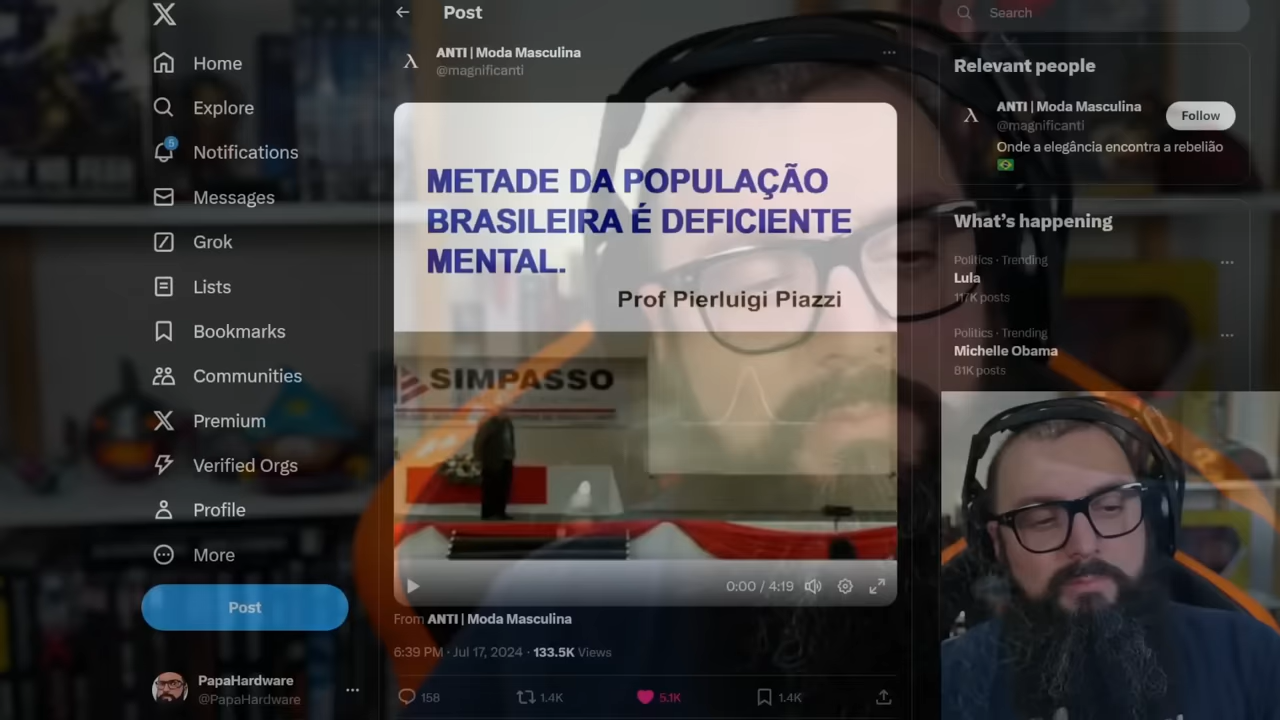 Home
Explore
5
Notifications
Messages
Grok
Lists
Bookmarks
Communities
Premium
Verified Orgs
Profile
More
Post
PapaHardware
@PapaHardware
Post
ANTI | Moda Masculina
@magnificanti
METADE DA POPULAÇÃO
BRASILEIRA É DEFICIENTE
MENTAL.
Prof Pierluigi Piazzi
SIMPASSO
0:00 / 4:19
From ANTI | Moda Masculina
6:39 PM · Jul 17, 2024 · 133.5K Views
158
1.4K
5.1K
1.4K
Search
Relevant people
ANTI | Moda Masculina
@magnificanti
Follow
Onde a elegância encontra a rebelião
What's happening
Politics · Trending
Lula
117K posts
Politics · Trending
Michelle Obama
81K posts